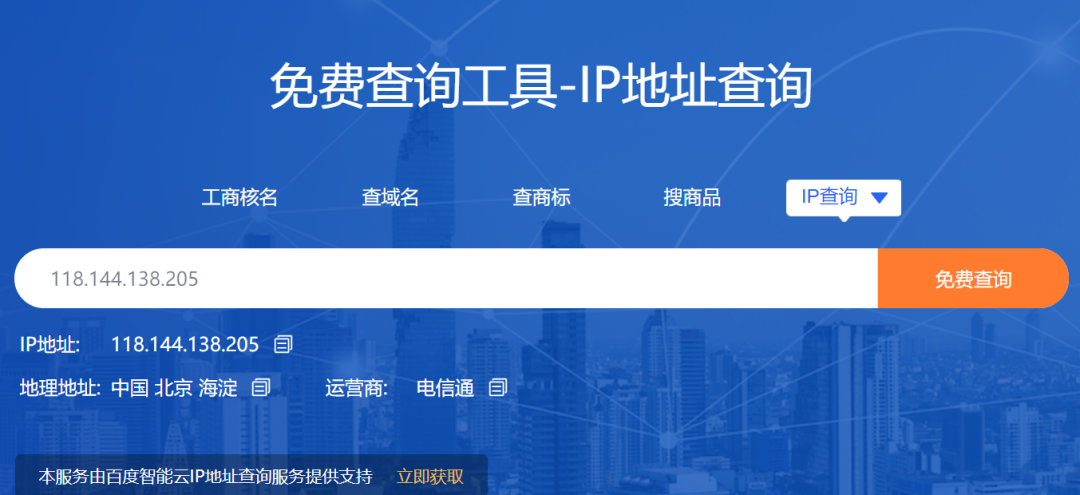 免费查询工具-IP地址查询
工商核名 查域名 查商标 搜商品 IP查询
118.144.138.205 免费查询
IP地址: 118.144.138.205
地理地址: 中国 北京 海淀 运营商: 电信通
本服务由百度智能云IP地址查询服务提供支持 立即获取